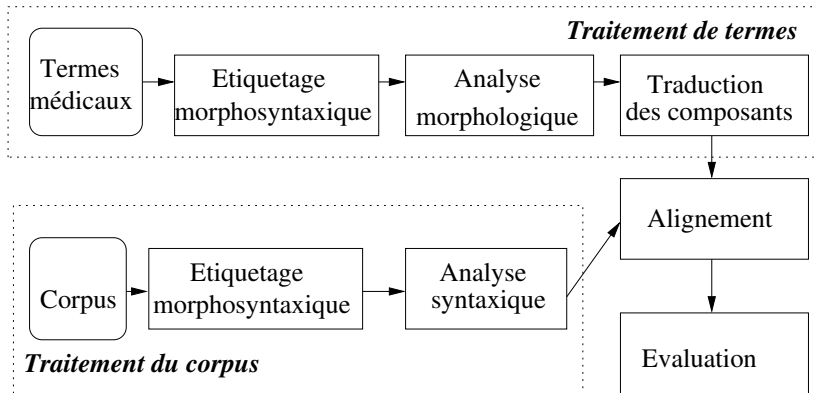 Traitement de termes
Termes
médicaux
Etiquetage
morphosyntaxique
Analyse
morphologique
Traduction
des composants
Alignement
Corpus
Etiquetage
morphosyntaxique
Analyse
syntaxique
Traitement du corpus
Evaluation